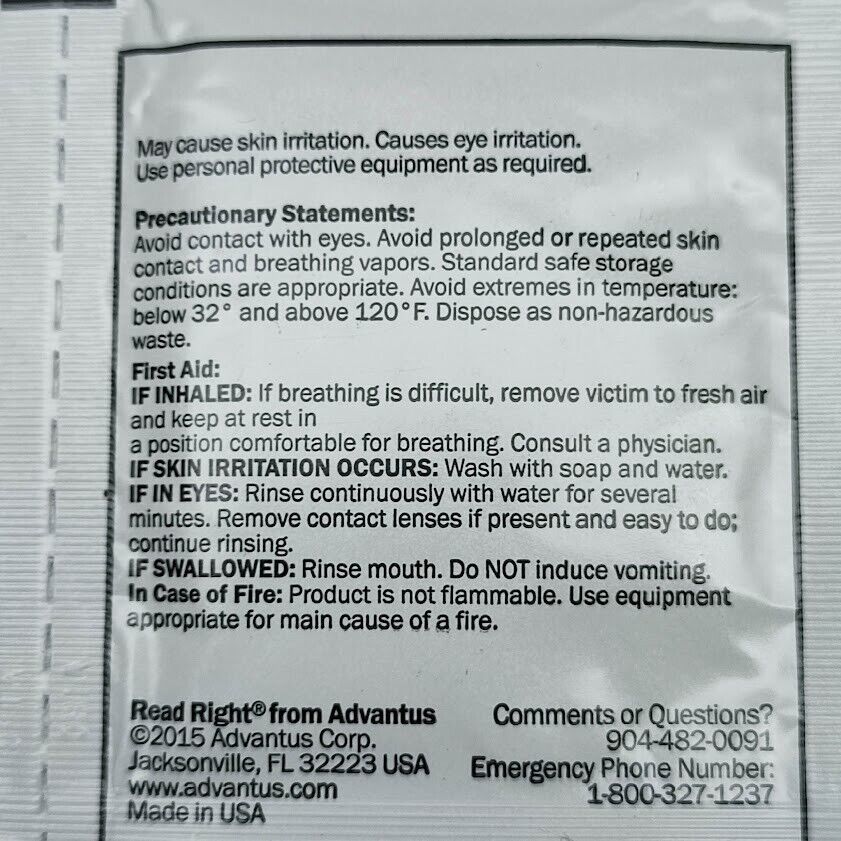 May cause skin irritation. Causes eye irritation.
Use personal protective equipment as required.
Precautionary Statements:
Avoid contact with eyes. Avoid prolonged or repeated skin
contact and breathing vapors. Standard safe storage
conditions are appropriate. Avoid extremes in temperature:
below 32° and above 120°F. Dispose as non-hazardous
waste.
First Aid:
IF INHALED: If breathing is difficult, remove victim to fresh air
and keep at rest in
a position comfortable for breathing. Consult a physician.
IF SKIN IRRITATION OCCURS: Wash with soap and water.
IF IN EYES: Rinse continuously with water for several
minutes. Remove contact lenses if present and easy to do;
continue rinsing.
IF SWALLOWED: Rinse mouth. Do NOT induce vomiting.
In Case of Fire: Product is not flammable. Use equipment
appropriate for main cause of a fire.
Read Right® from Advantus
©2015 Advantus Corp.
Jacksonville, FL 32223 USA
www.advantus.com
Made in USA
Comments or Questions?
904-482-0091
Emergency Phone Number:
1-800-327-1237